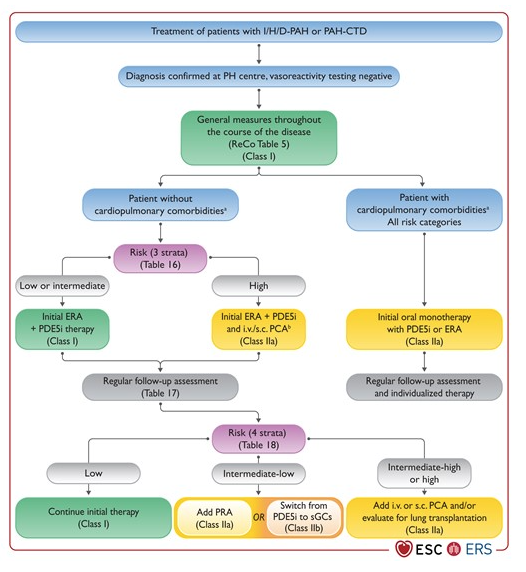 Treatment of patients with I/H/D-PAH or PAH-CTD
Diagnosis confirmed at PH centre, vasoreactivity testing negative
General measures throughout
the course of the disease
(ReCo Table 5)
(Class I)
Patient without
cardiopulmonary comorbiditiesᵃ
Patient with
cardiopulmonary comorbiditiesᵃ
All risk categories
Risk (3 strata)
(Table 16)
Low or intermediate
High
Initial ERA
+ PDE5i therapy
(Class I)
Initial ERA + PDE5i
and i.v./s.c. PCAᵇ
(Class IIa)
Initial oral monotherapy
with PDE5i or ERA
(Class IIa)
Regular follow-up assessment
(Table 17)
Regular follow-up assessment
and individualized therapy
Risk (4 strata)
(Table 18)
Low
Intermediate-low
Intermediate-high
or high
Continue initial therapy
(Class I)
Add PRA
(Class IIa)
OR
Switch from
PDE5i to sGCs
(Class IIb)
Add i.v. or s.c. PCA and/or
evaluate for lung transplantation
(Class IIa)
ESC ERS